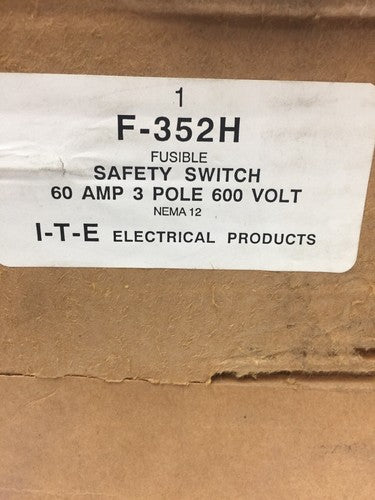 1
F-352H
FUSIBLE
SAFETY SWITCH
60 AMP 3 POLE 600 VOLT
NEMA 12
I-T-E ELECTRICAL PRODUCTS